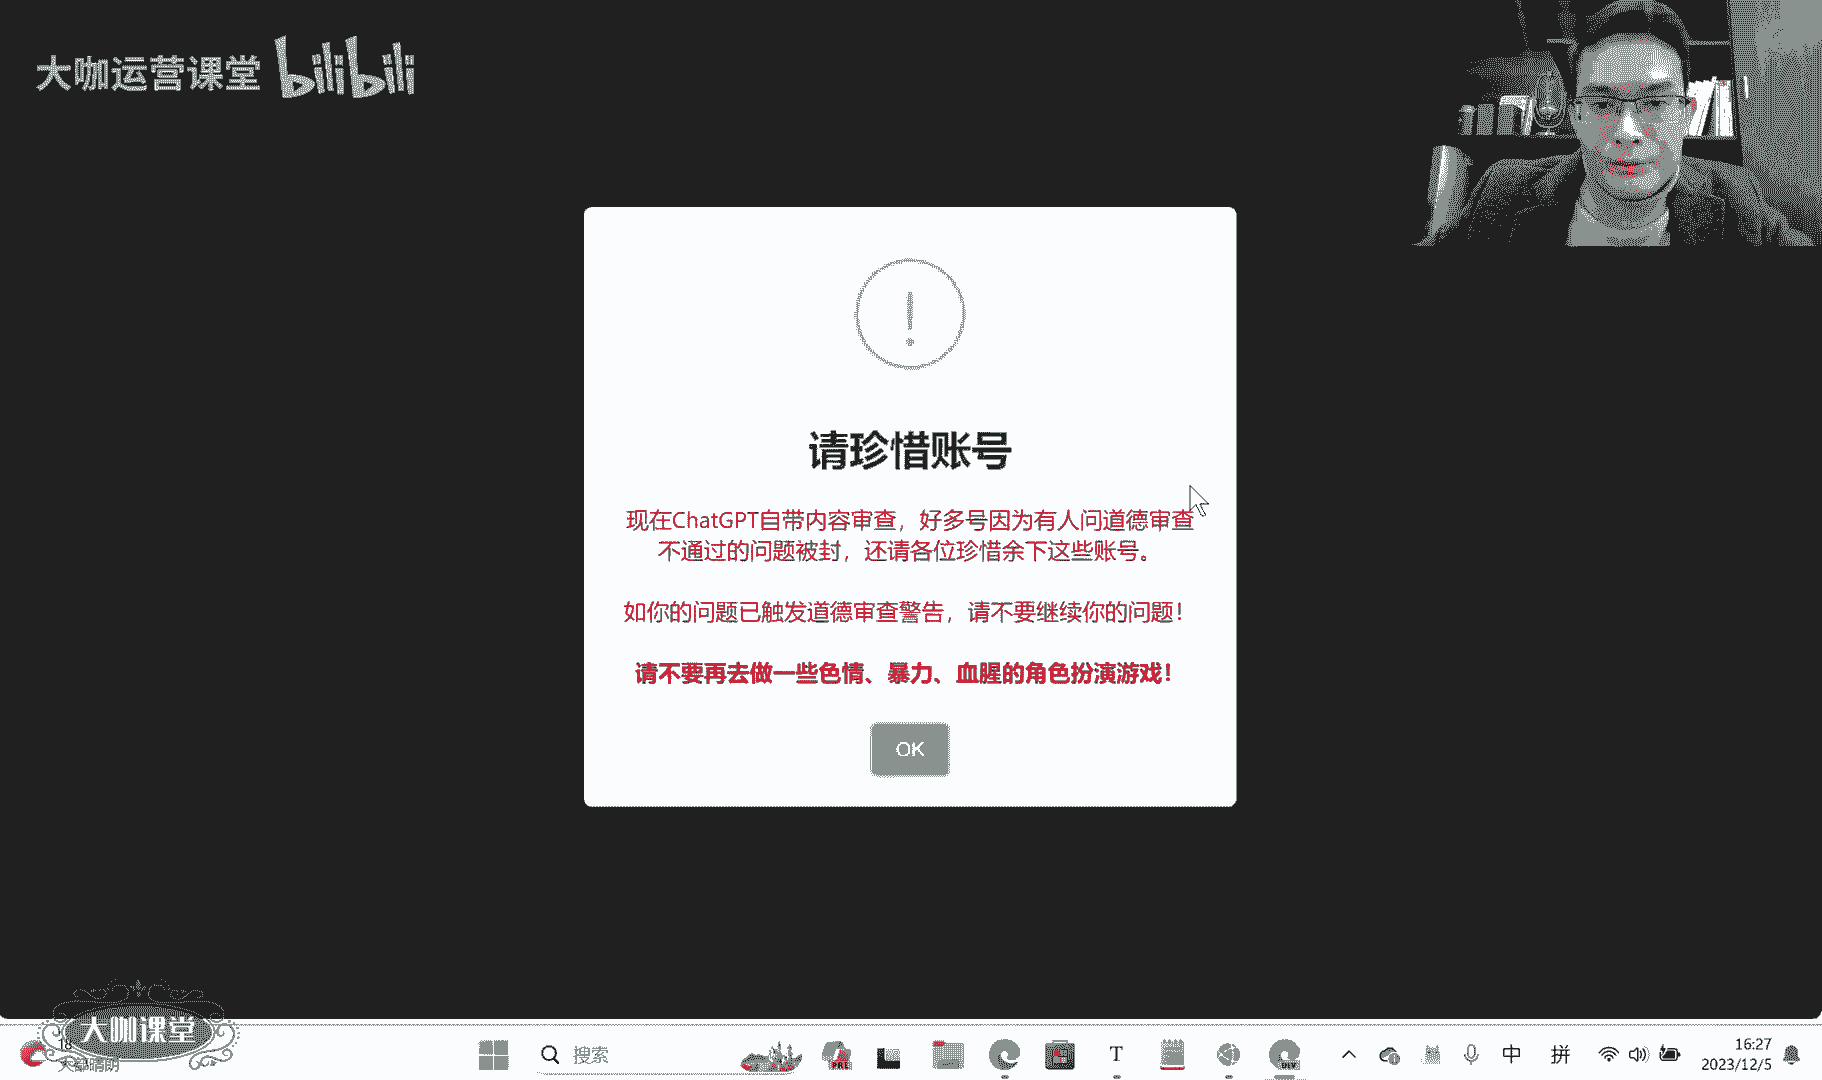 大咖运营课堂 bilibili
请珍惜账号
现在ChatGPT自带内容审查，好多号因为有人问道德审查
不通过的问题被封，还请各位珍惜余下这些账号。
如你的问题已触发道德审查警告，请不要继续你的问题！
请不要再去做一些色情、暴力、血腥的角色扮演游戏！
OK
大咖课堂
18
大都晴朗
搜索
PRE
T
DEV
中
拼
16:27
2023/12/5